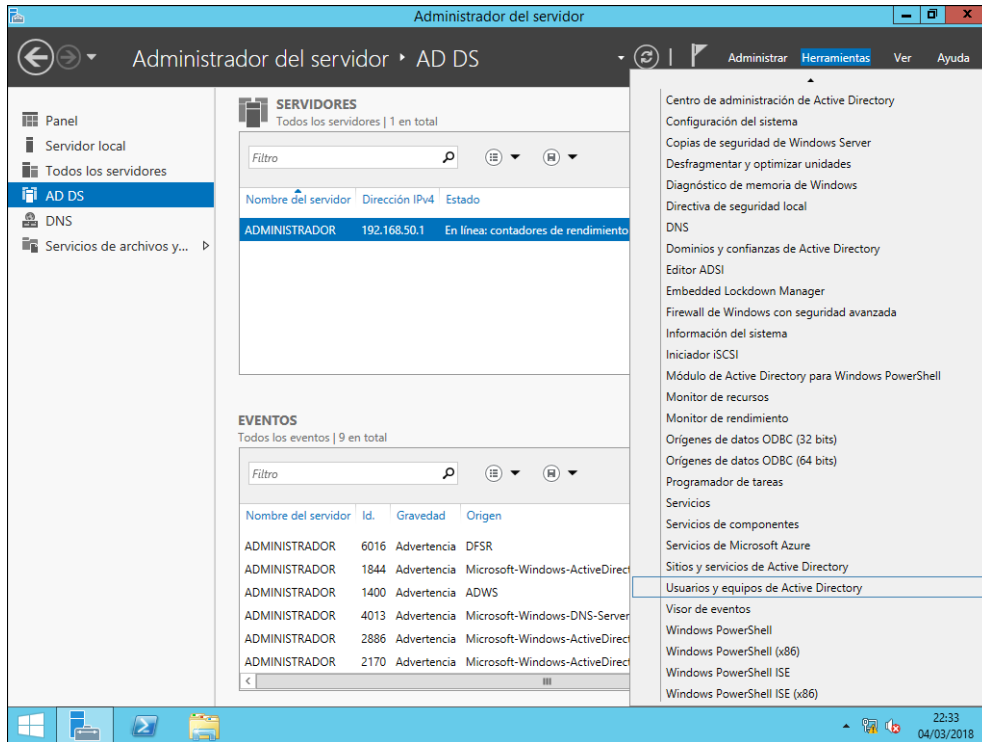 Administrador del servidor
Administrador del servidor ‣ AD DS
Administrar Herramientas Ver Ayuda
Panel
Servidor local
Todos los servidores
AD DS
DNS
Servicios de archivos y...
SERVIDORES
Todos los servidores | 1 en total
Filtro
Nombre del servidor Dirección IPv4 Estado
ADMINISTRADOR 192.168.50.1 En línea: contadores de rendimiento
EVENTOS
Todos los eventos | 9 en total
Filtro
Nombre del servidor Id. Gravedad Origen
ADMINISTRADOR 6016 Advertencia DFSR
ADMINISTRADOR 1844 Advertencia Microsoft-Windows-ActiveDirect
ADMINISTRADOR 1400 Advertencia ADWS
ADMINISTRADOR 4013 Advertencia Microsoft-Windows-DNS-Server
ADMINISTRADOR 2886 Advertencia Microsoft-Windows-ActiveDirect
ADMINISTRADOR 2170 Advertencia Microsoft-Windows-ActiveDirect
Centro de administración de Active Directory
Configuración del sistema
Copias de seguridad de Windows Server
Desfragmentar y optimizar unidades
Diagnóstico de memoria de Windows
Directiva de seguridad local
DNS
Dominios y confianzas de Active Directory
Editor ADSI
Embedded Lockdown Manager
Firewall de Windows con seguridad avanzada
Información del sistema
Iniciador iSCSI
Módulo de Active Directory para Windows PowerShell
Monitor de recursos
Monitor de rendimiento
Orígenes de datos ODBC (32 bits)
Orígenes de datos ODBC (64 bits)
Programador de tareas
Servicios
Servicios de componentes
Servicios de Microsoft Azure
Sitios y servicios de Active Directory
Usuarios y equipos de Active Directory
Visor de eventos
Windows PowerShell
Windows PowerShell (x86)
Windows PowerShell ISE
Windows PowerShell ISE (x86)
22:33
04/03/2018